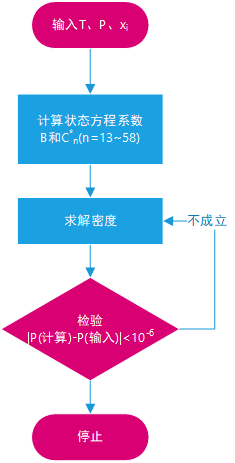 输入T、P、xᵢ
计算状态方程系数
B和C*ₙ(n=13~58)
求解密度
不成立
检验
|P(计算)-P(输入)|<10⁻⁶
停止